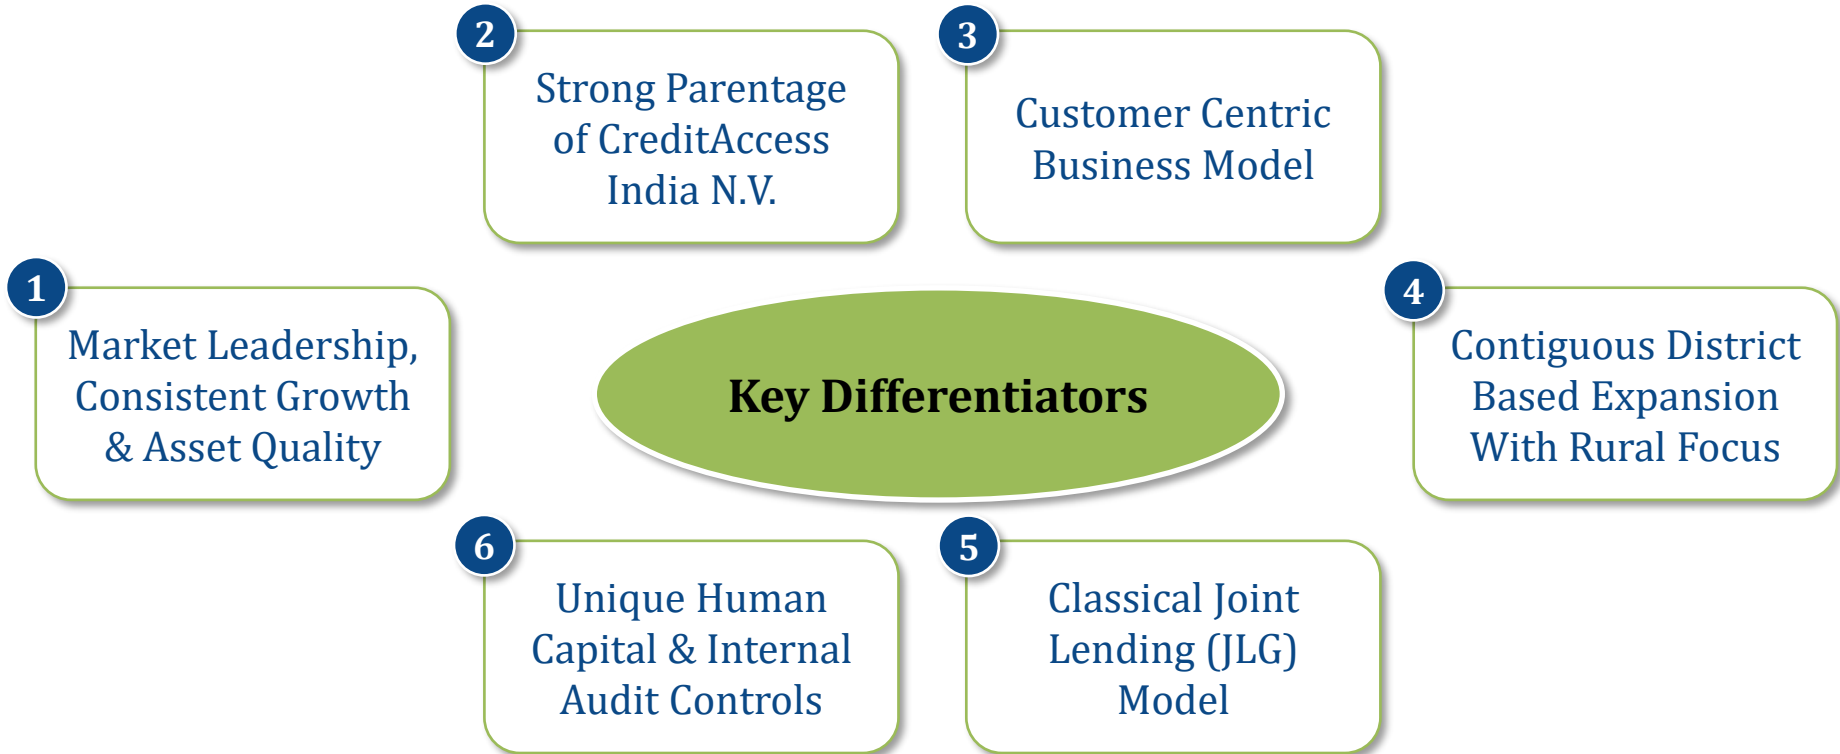 2
Strong Parentage
of CreditAccess
India N.V.
3
Customer Centric
Business Model
1
Market Leadership,
Consistent Growth
& Asset Quality
Key Differentiators
4
Contiguous District
Based Expansion
With Rural Focus
6
Unique Human
Capital & Internal
Audit Controls
5
Classical Joint
Lending (JLG)
Model